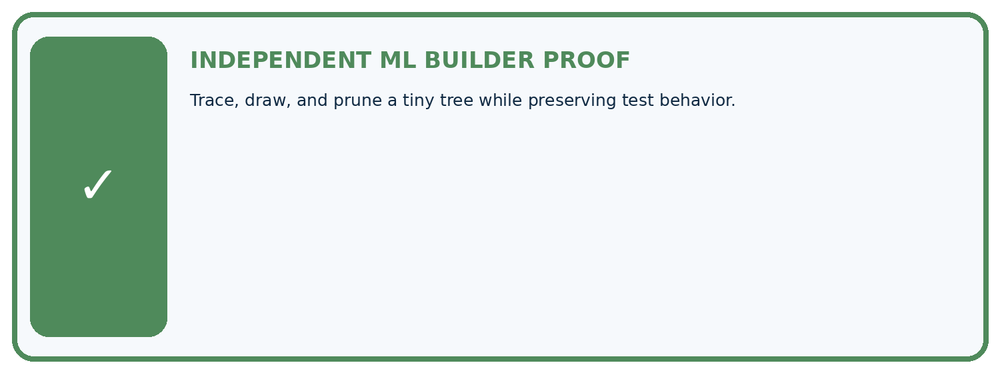 INDEPENDENT ML BUILDER PROOF
Trace, draw, and prune a tiny tree while preserving test behavior.
✓